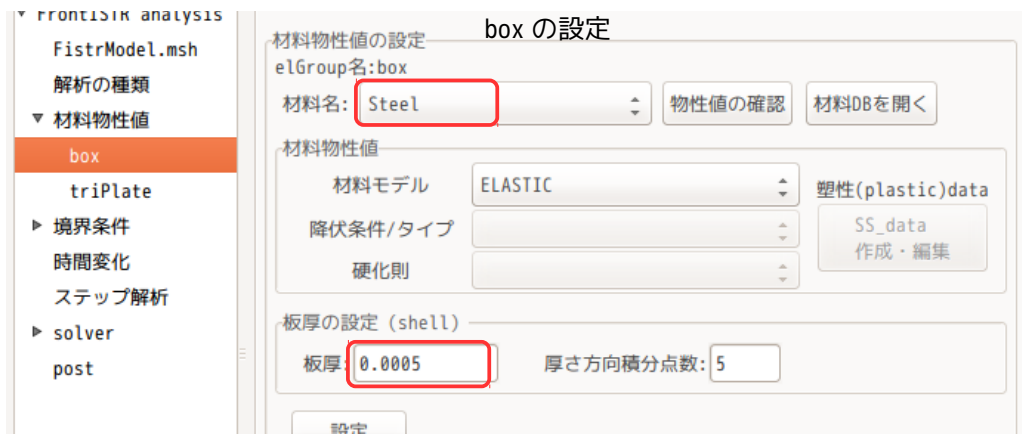 FrontISTR analysis
FistrModel.msh
解析の種類
材料物性値
box
triPlate
境界条件
時間変化
ステップ解析
solver
post
box の設定
材料物性値の設定
elGroup名:box
材料名: Steel 物性値の確認 材料DBを開く
材料物性値
材料モデル ELASTIC 塑性(plastic)data
降伏条件/タイプ SS_data
作成・編集
硬化則
板厚の設定 (shell)
板厚: 0.0005 厚さ方向積分点数: 5
設定